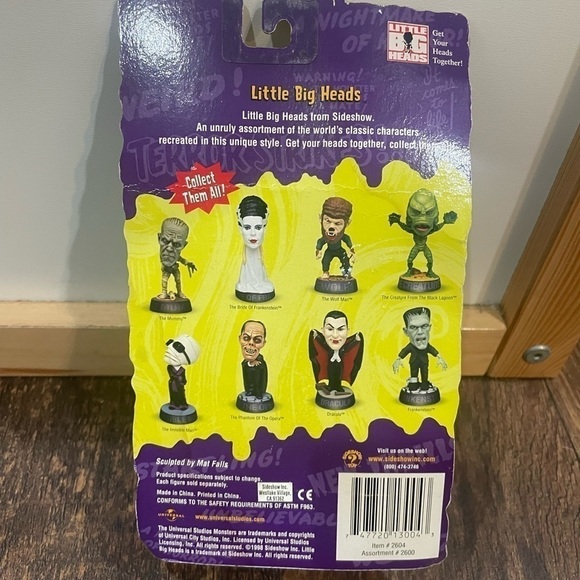 LITTLE
BIG
HEADS
Get
Your
Heads
Together!
WARNING!
Little Big Heads
Little Big Heads from Sideshow.
An unruly assortment of the world's classic characters
recreated in this unique style. Get your heads together, collect
Collect
Them All!
The Mummy™
The Bride Of Frankenstein™
The Wolf Man™
The Creature From The Black Lagoon™
The Invisible Man™
The Phantom Of The Opera™
Dracula™
Frankenstein™
Sculpted by Mat Falls
Product specifications subject to change.
Each figure sold separately.
Made in China. Printed in China.
CONFORMS TO THE SAFETY REQUIREMENTS OF ASTM F963.
Sideshow Inc.
Westlake Village,
CA 91362
CE
Visit us on the web!
www.sideshowinc.com
(800) 474-3746
UNIVERSAL
www.universalstudios.com
The Universal Studios Monsters are trademarks and copyrights
of Universal City Studios, Inc. Licensed by Universal Studios
Licensing, Inc. All rights reserved. ©1998 Sideshow Inc. Little
Big Heads is a trademark of Sideshow Inc. All rights reserved.
7 47720 13004
Item # 2604
Assortment # 2600